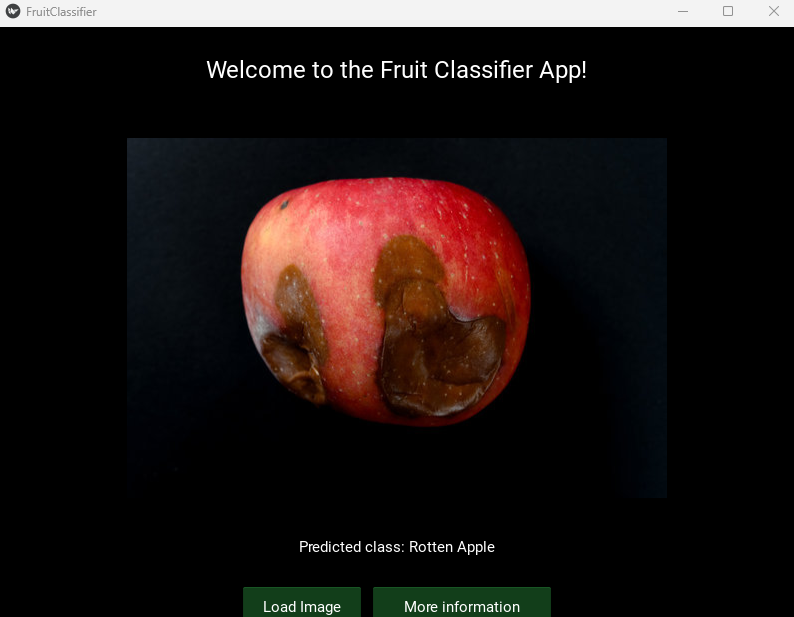 FruitClassifier
Welcome to the Fruit Classifier App!
Predicted class: Rotten Apple
Load Image
More information